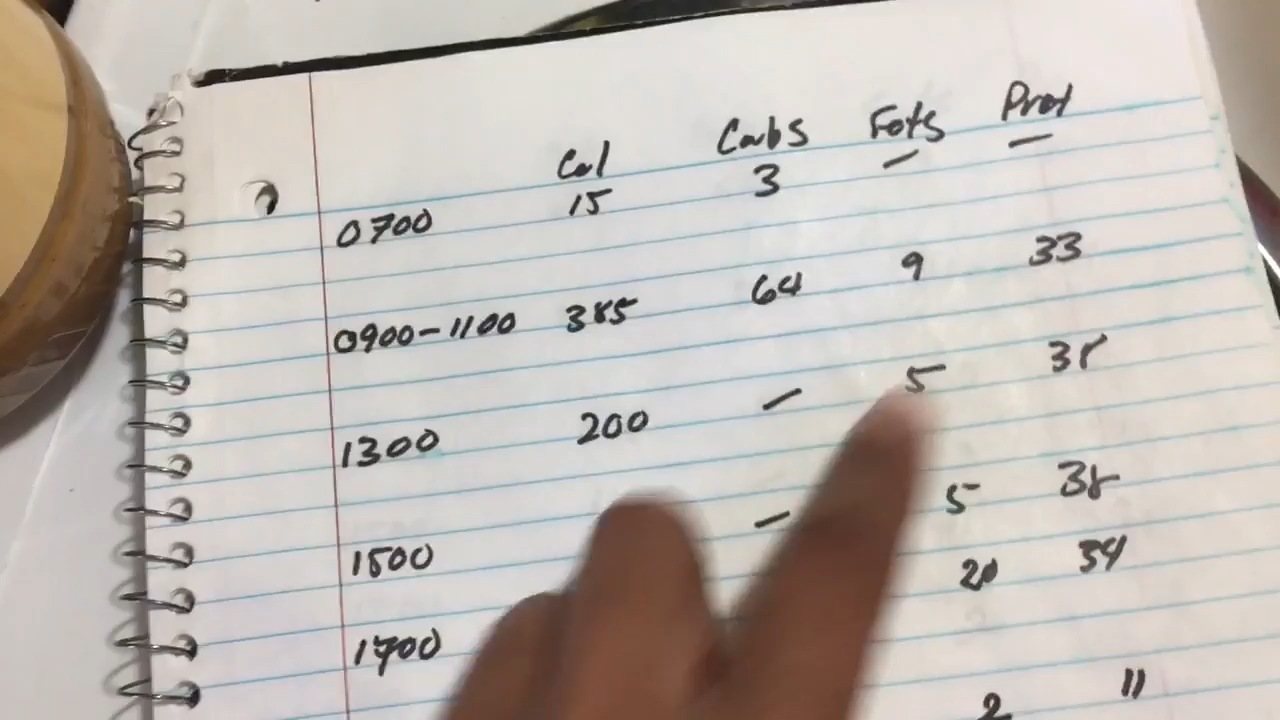 Cal Carbs Fats Prot
0700 15 3 – –
0900-1100 385 64 9 33
1300 200 – 5 38
1500 – 5 38
1700 20 34
2 11